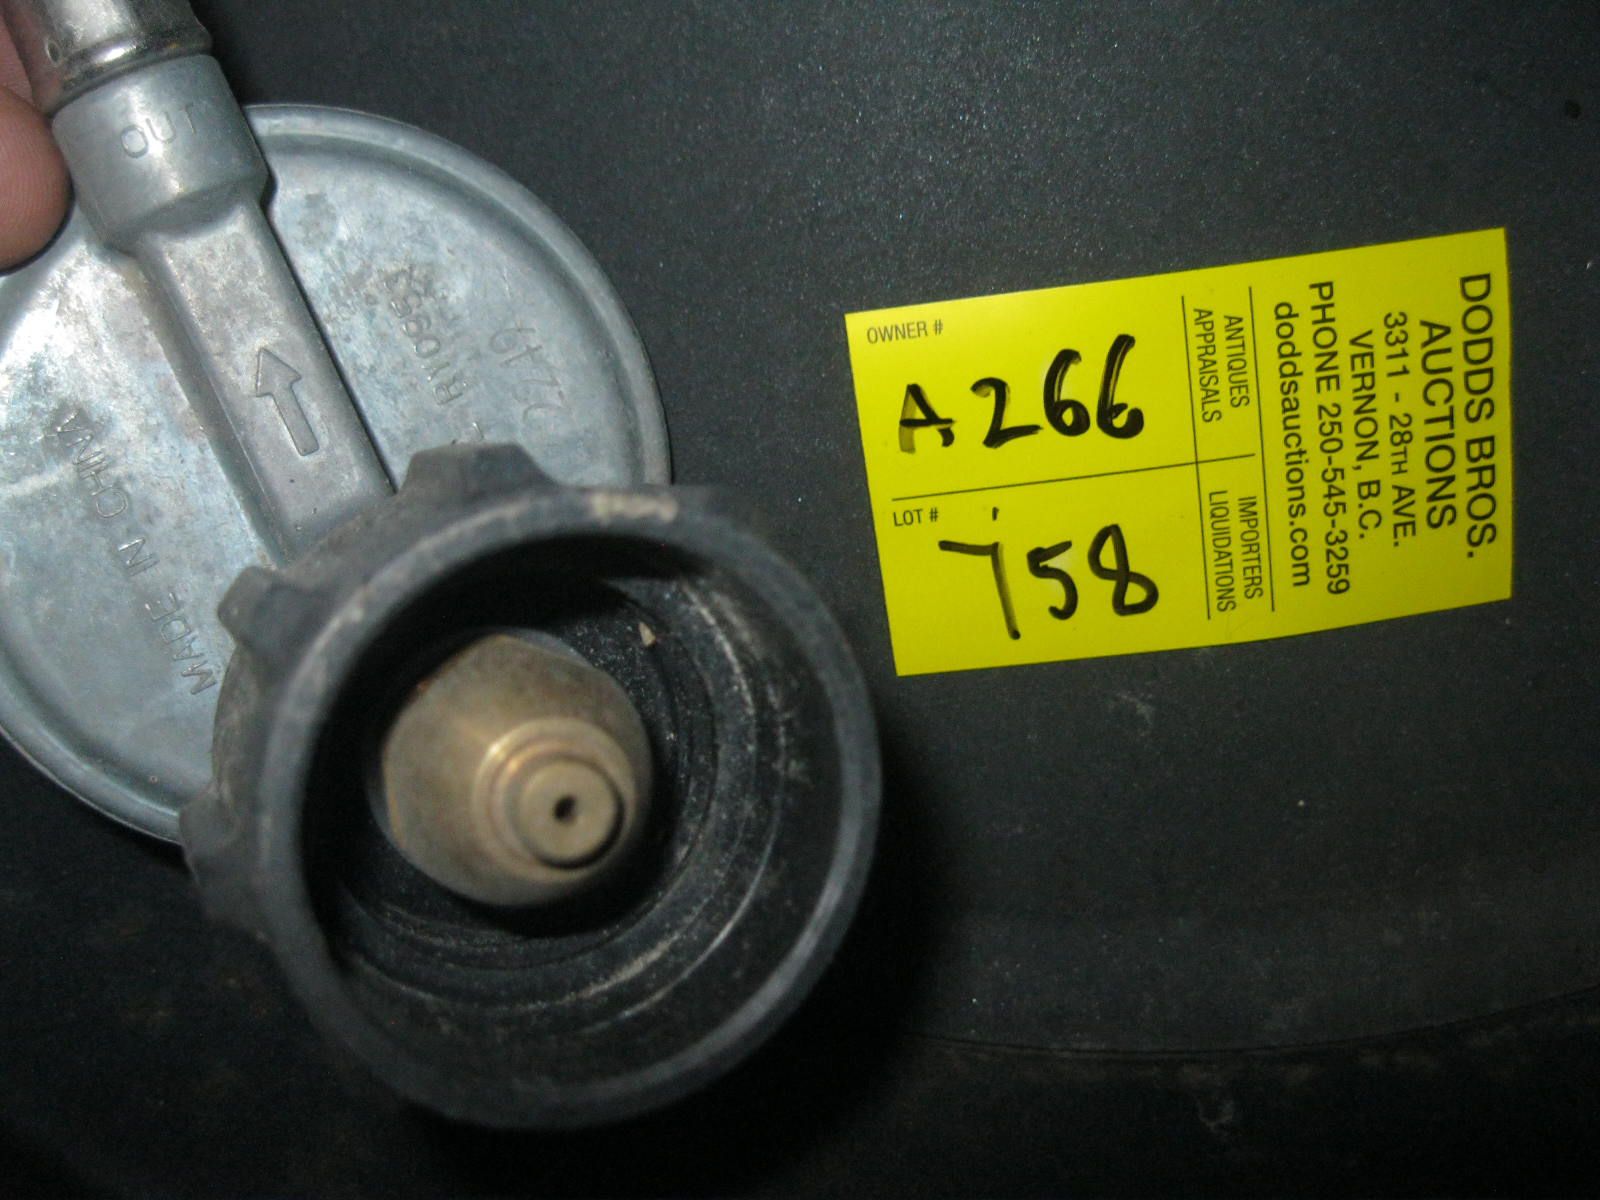 DODDS BROS.
AUCTIONS
3311 - 28TH AVE.
VERNON, B.C.
PHONE 250-545-3259
doddsauctions.com
ANTIQUES
APPRAISALS
IMPORTERS
LIQUIDATIONS
OWNER #
A266
LOT #
758
OUT
MADE IN CHINA
2219